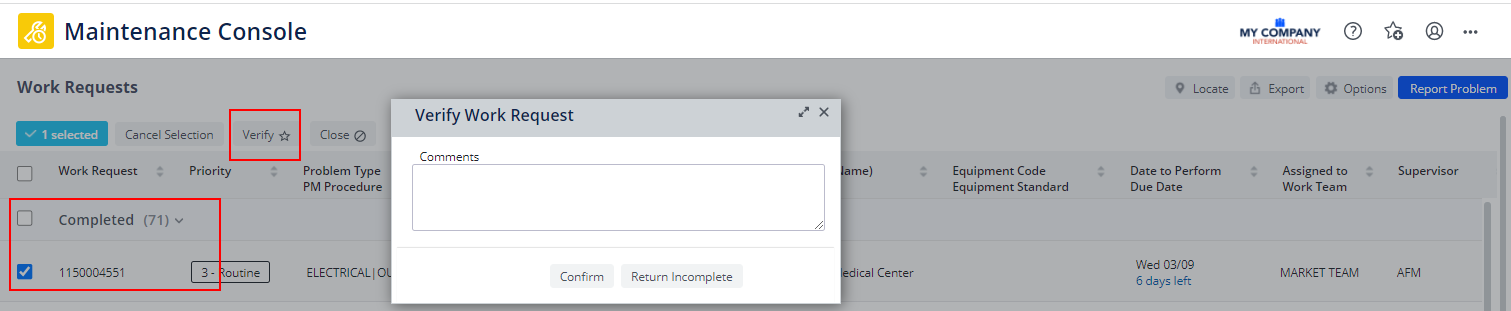 Maintenance Console
MY COMPANY
INTERNATIONAL
Work Requests
Locate
Export
Options
Report Problem
1 selected
Cancel Selection
Verify
Close
Verify Work Request
Comments
Confirm
Return Incomplete
Work Request
Priority
Problem Type
PM Procedure
Name)
Equipment Code
Equipment Standard
Date to Perform
Due Date
Assigned to
Work Team
Supervisor
Completed (71)
1150004551
3 - Routine
ELECTRICAL|OU
Medical Center
Wed 03/09
6 days left
MARKET TEAM
AFM